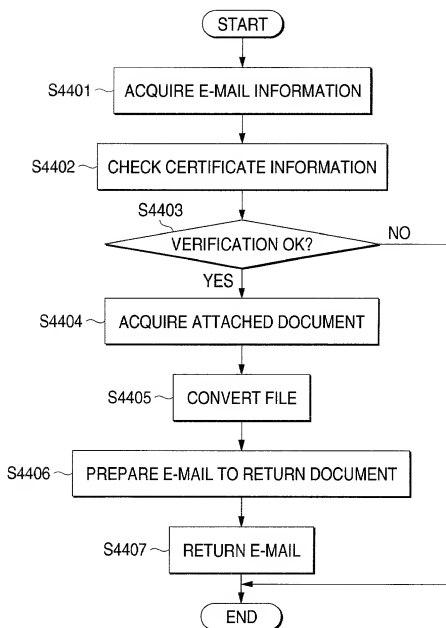 START
S4401
ACQUIRE E-MAIL INFORMATION
S4402
CHECK CERTIFICATE INFORMATION
S4403
VERIFICATION OK?
NO
YES
S4404
ACQUIRE ATTACHED DOCUMENT
S4405
CONVERT FILE
S4406
PREPARE E-MAIL TO RETURN DOCUMENT
S4407
RETURN E-MAIL
END